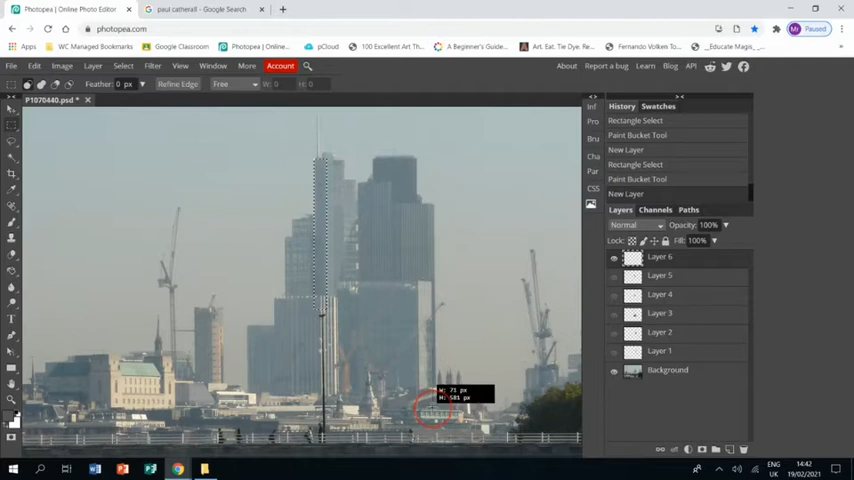 Photopea | Online Photo Editor
paul catherall - Google Search
photopea.com
Mr Paused
Apps WC Managed Bookmarks Google Classroom Photopea | Online... pCloud 100 Excellent Art Th... A Beginner's Guide... Art. Eat. Tie Dye. Re... Fernando Volken To... __Educate Magis_
File Edit Image Layer Select Filter View Window More Account
About Report a bug Learn Blog API
Feather: 0 px Refine Edge Free W: 0 H: 0
P1070440.psd *
Inf
Pro
Bru
Cha
Par
CSS
History Swatches
Rectangle Select
Paint Bucket Tool
New Layer
Rectangle Select
Paint Bucket Tool
New Layer
Layers Channels Paths
Normal Opacity: 100%
Lock: Fill: 100%
Layer 6
Layer 5
Layer 4
Layer 3
Layer 2
Layer 1
Background
W: 71 px
H: 581 px
ENG
UK
14:42
19/02/2021